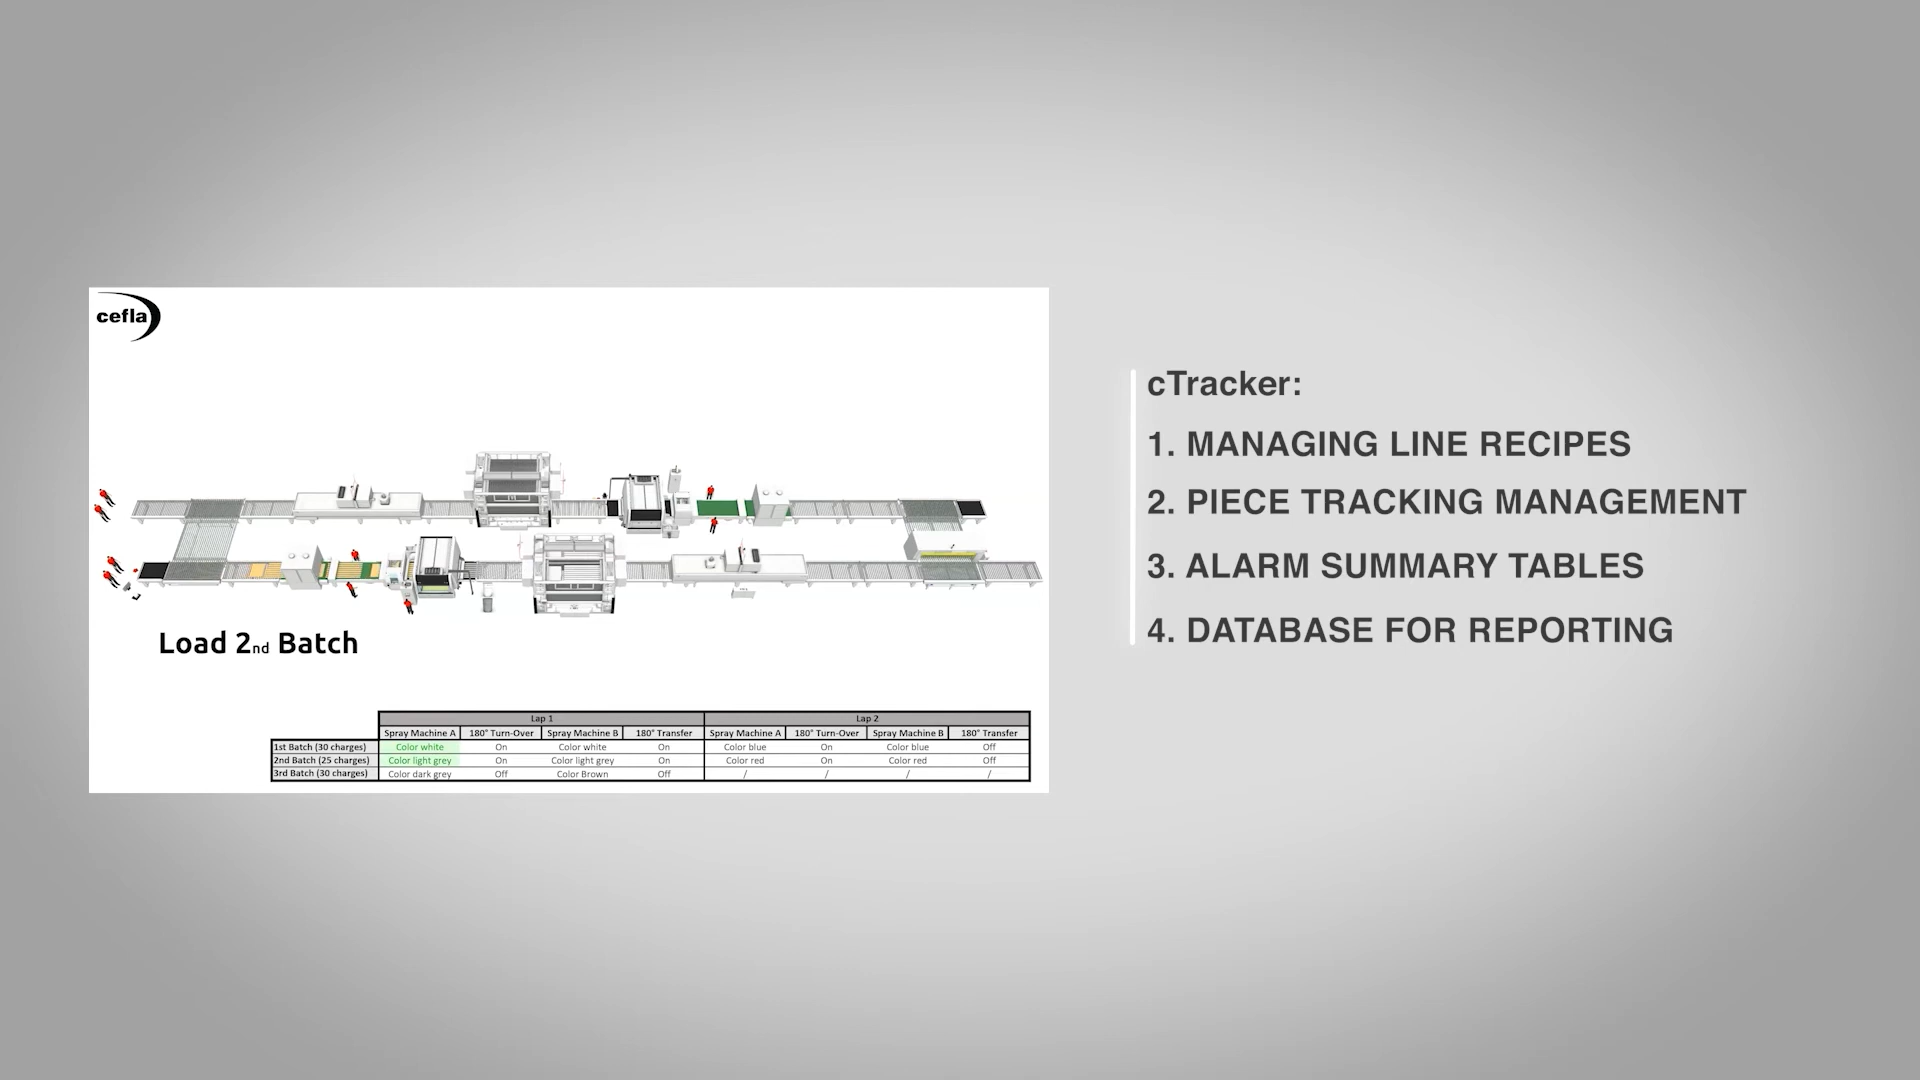 cefla
Load 2nd Batch
Lap 1 Lap 2
Spray Machine A 180° Turn-Over Spray Machine B 180° Transfer Spray Machine A 180° Turn-Over Spray Machine B 180° Transfer
1st Batch (30 charges) Color white On Color white On Color blue On Color blue Off
2nd Batch (25 charges) Color light grey On Color light grey On Color red On Color red Off
3rd Batch (30 charges) Color dark grey Off Color Brown Off / / / /
cTracker:
1. MANAGING LINE RECIPES
2. PIECE TRACKING MANAGEMENT
3. ALARM SUMMARY TABLES
4. DATABASE FOR REPORTING